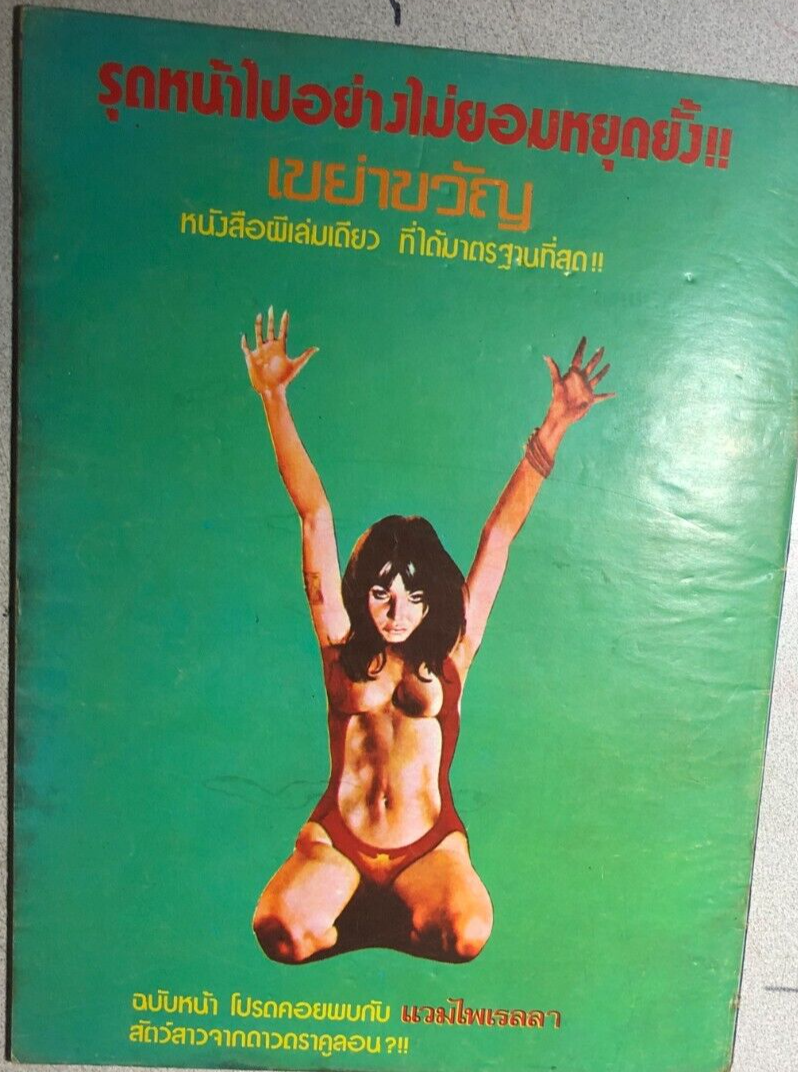 รุดหน้าไปอย่างไม่ยอมหยุดยั้ง!!
เขย่าขวัญ
หนังสือผีเล่มเดียว ที่ได้มาตรฐานที่สุด!!
ฉบับหน้า โปรดคอยพบกับ แวมไพเรลลา
สัตว์สาวจากดาวดราคูลอน?!!